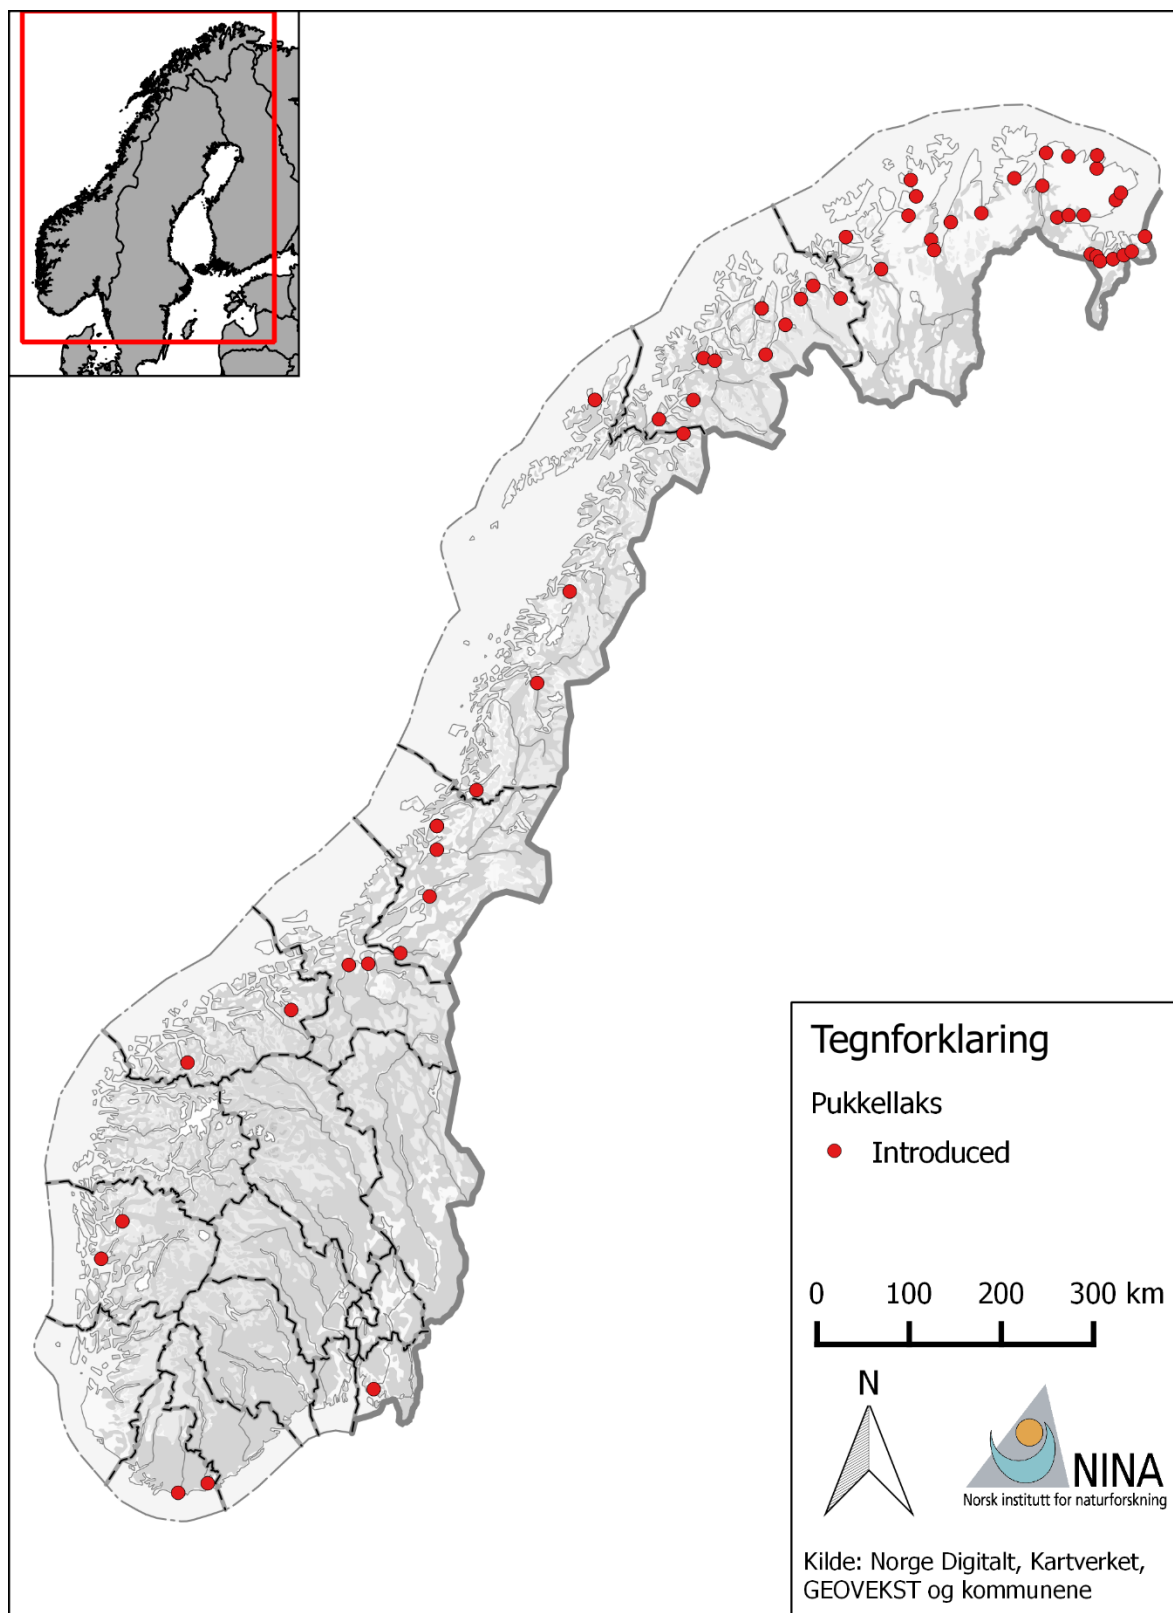 Tegnforklaring
Pukkellaks
Introduced
0 100 200 300 km
N
NINA
Norsk institutt for naturforskning
Kilde: Norge Digitalt, Kartverket,
GEOVEKST og kommunene